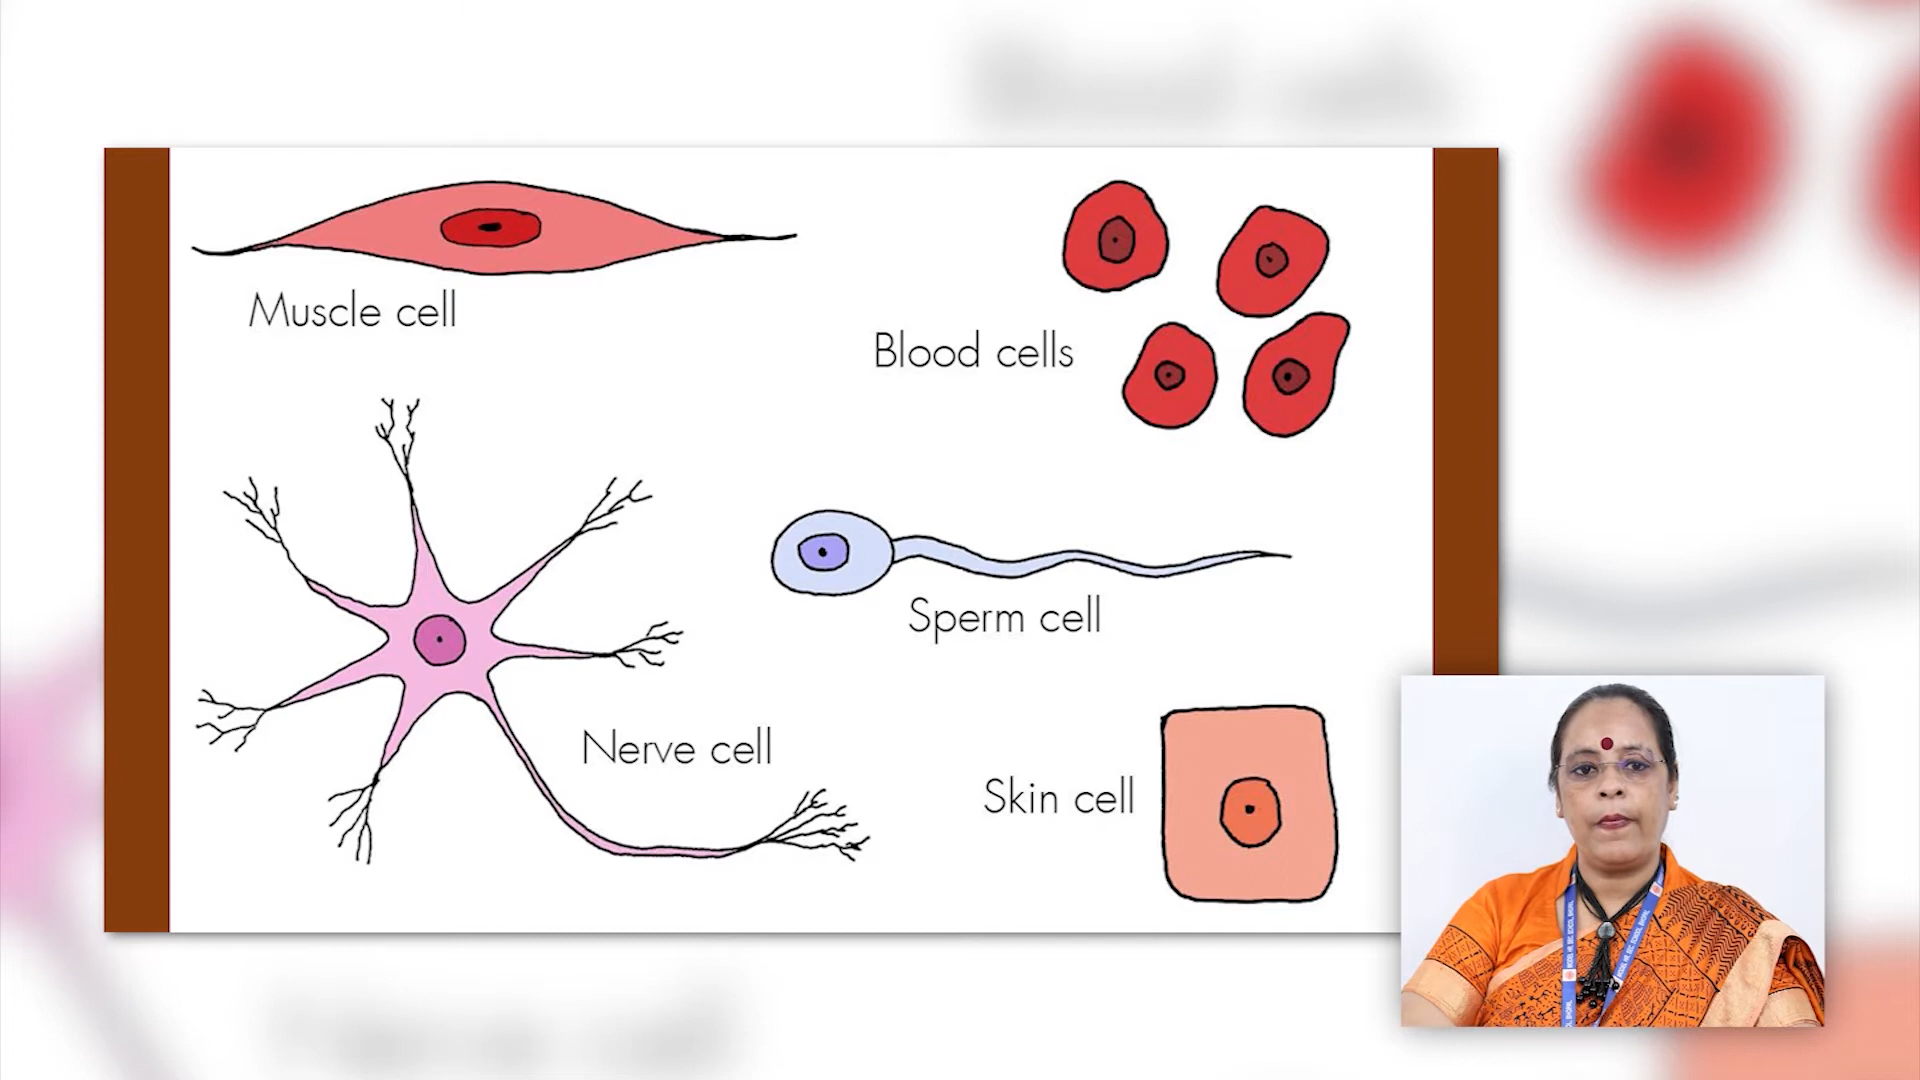 Muscle cell
Blood cells
Sperm cell
Nerve cell
Skin cell